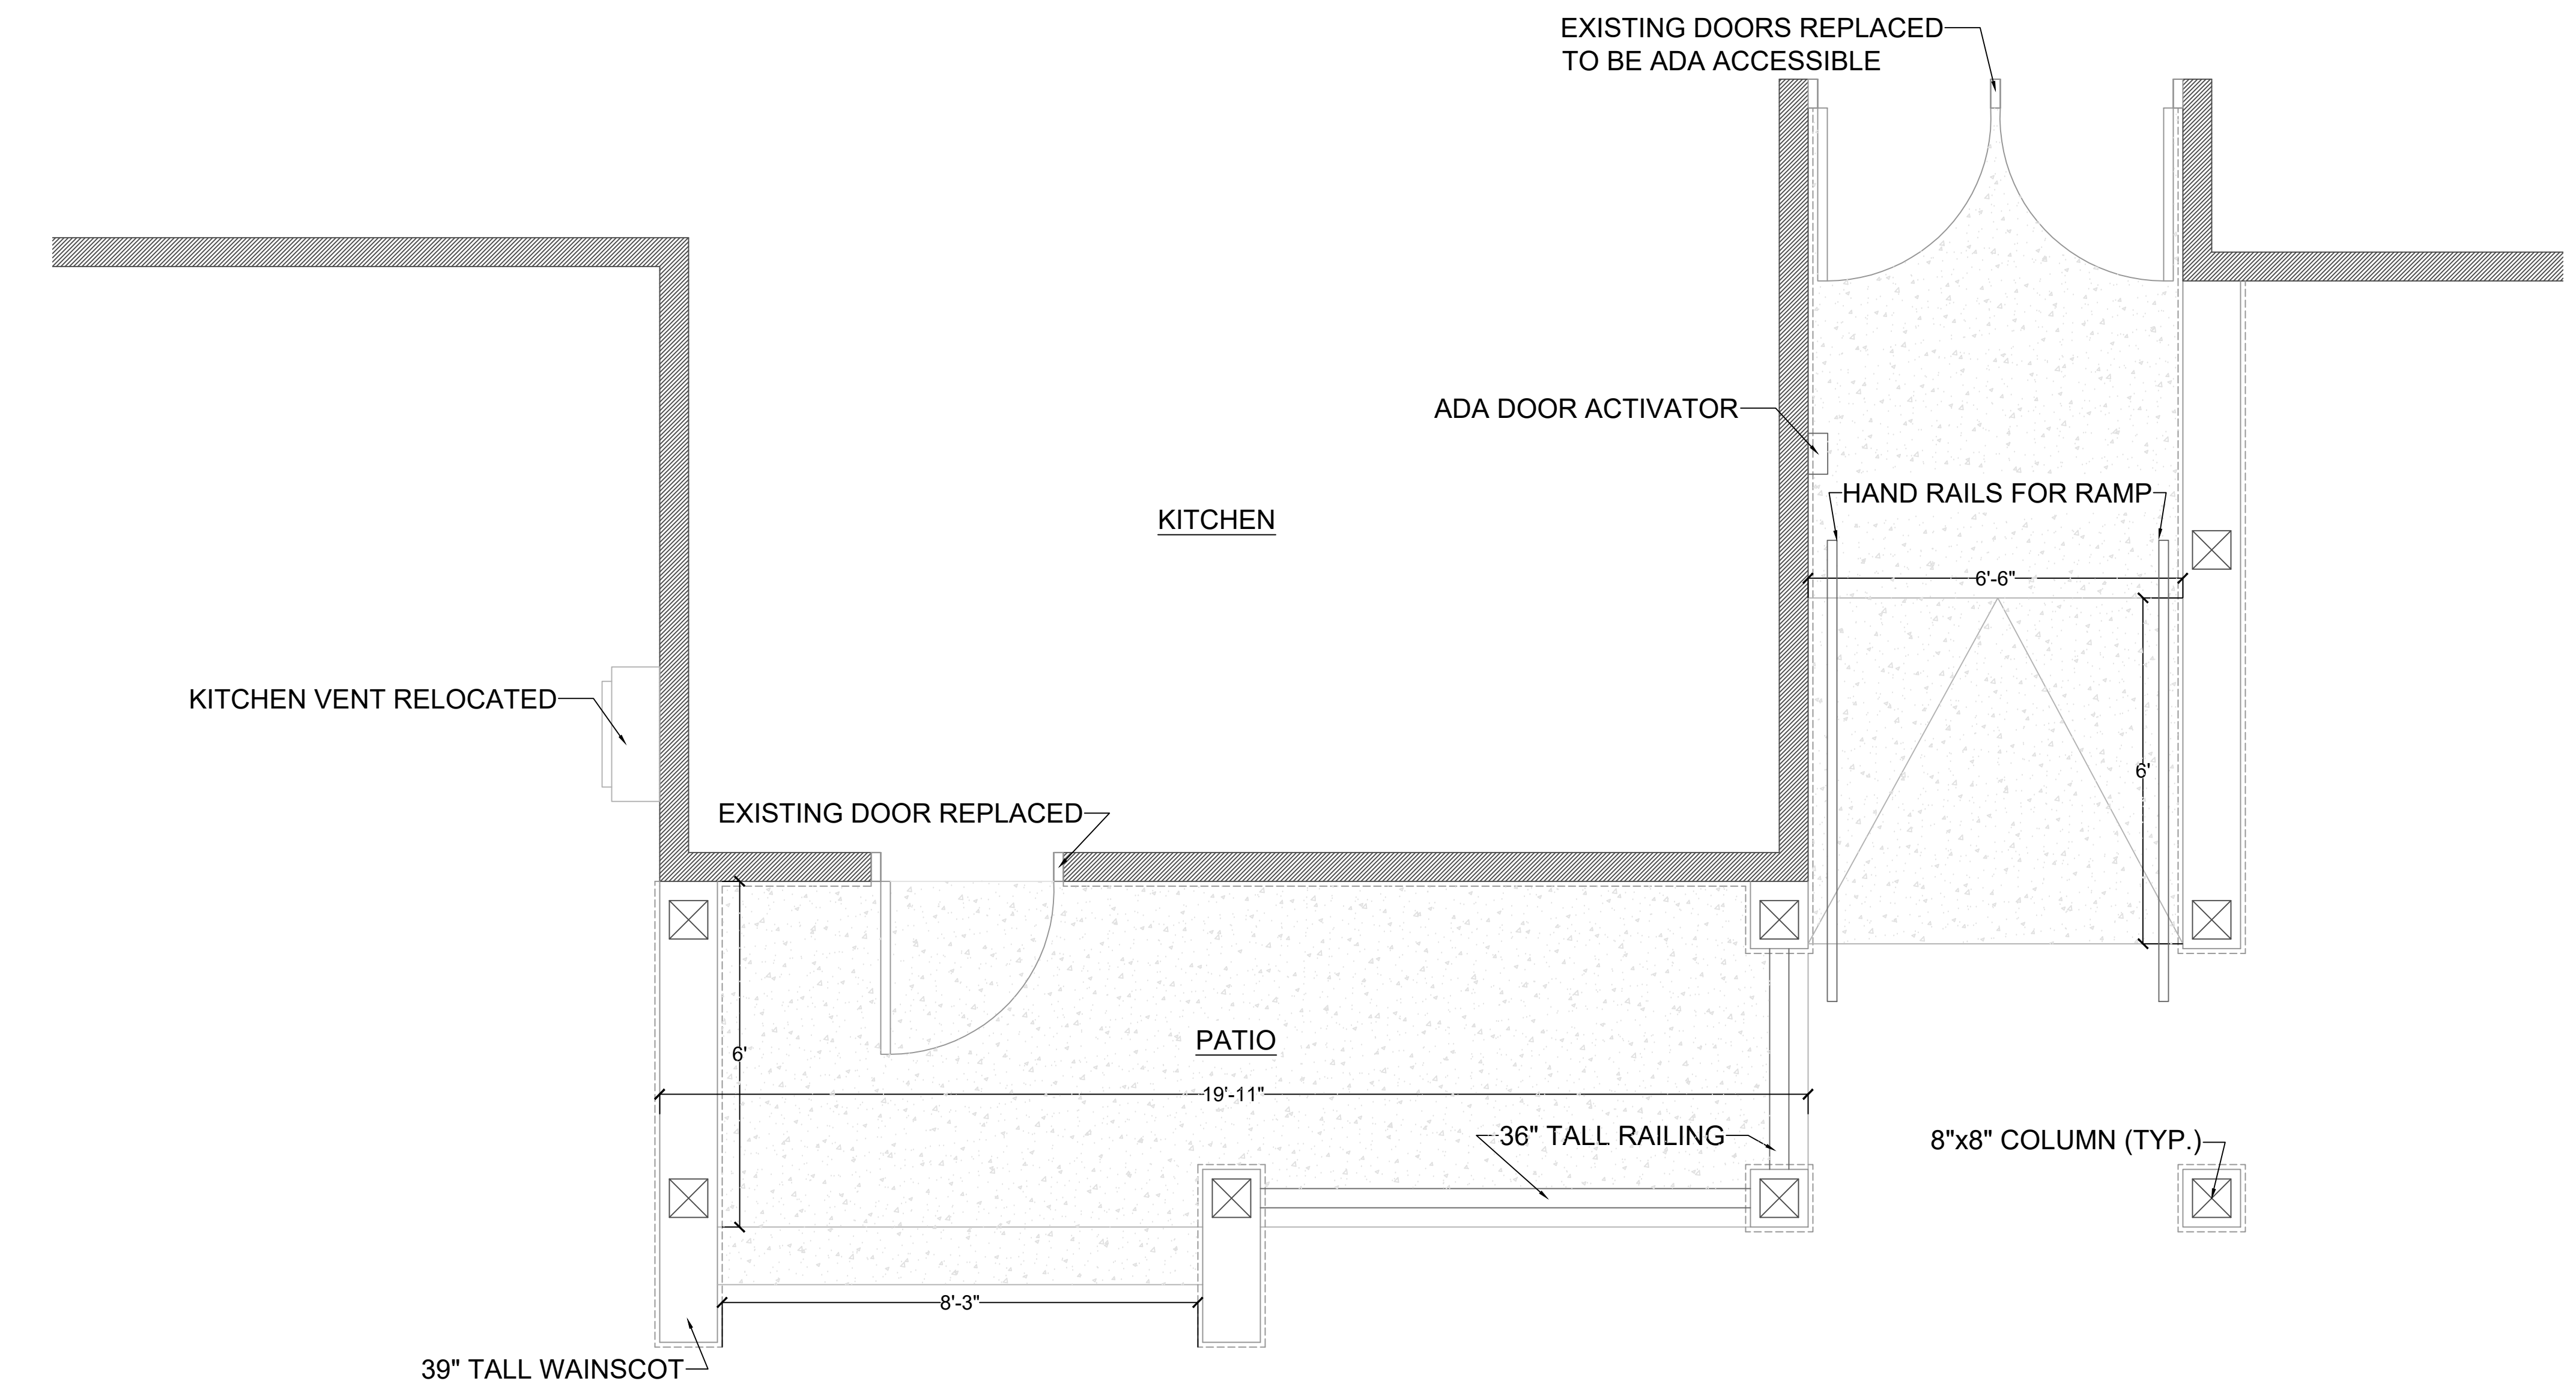 EXISTING DOORS REPLACED
TO BE ADA ACCESSIBLE
ADA DOOR ACTIVATOR
HAND RAILS FOR RAMP
KITCHEN
6'-6"
KITCHEN VENT RELOCATED
6'
EXISTING DOOR REPLACED
PATIO
6'
19'-11"
36" TALL RAILING
8"x8" COLUMN (TYP.)
8'-3"
39" TALL WAINSCOT